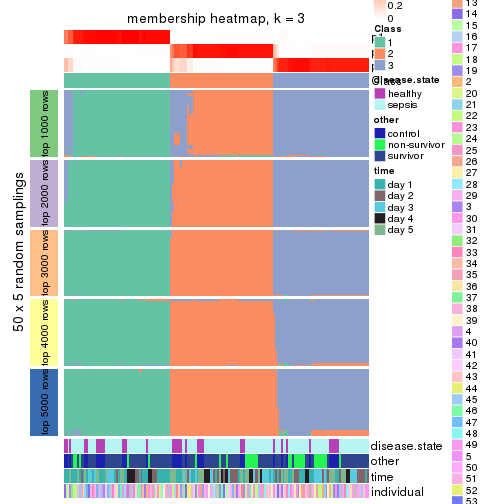 membership heatmap, k = 3
0.2
0
Class
1
2
3
disease.state
healthy
sepsis
other
control
non-survivor
survivor
time
day 1
day 2
day 3
day 4
day 5
50 x 5 random samplings
top 1000 rows
top 2000 rows
top 3000 rows
top 4000 rows
top 5000 rows
disease.state
other
time
individual
13
14
15
16
17
18
19
2
20
21
22
23
24
25
26
27
28
29
3
30
31
32
33
34
35
36
37
38
39
4
40
41
42
43
44
45
46
47
48
49
5
50
51
52
53